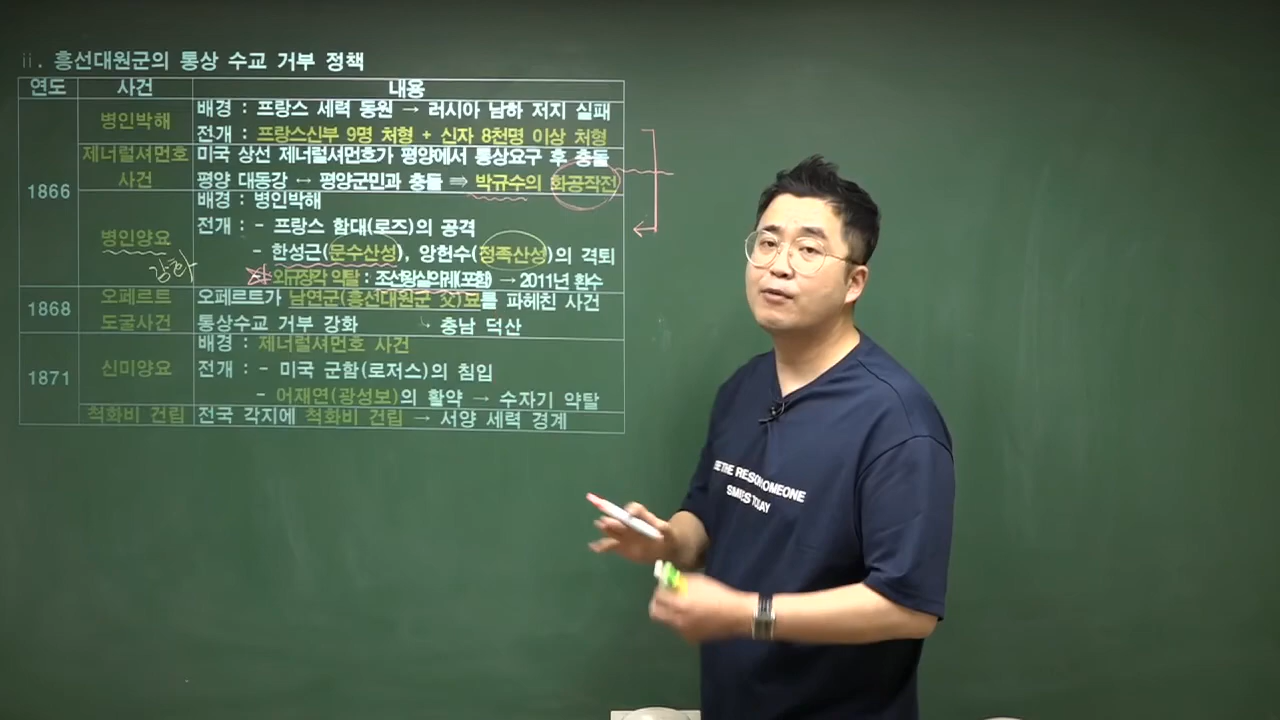 ii. 흥선대원군의 통상 수교 거부 정책
연도 사건 내용
1866
병인박해
배경 : 프랑스 세력 동원 → 러시아 남하 저지 실패
전개 : 프랑스신부 9명 처형 + 신자 8천명 이상 처형
제너럴셔먼호
사건
미국 상선 제너럴셔먼호가 평양에서 통상요구 후 충돌
평양 대동강 ↔ 평양군민과 충돌 ⇒ 박규수의 화공작전
병인양요
강화
배경 : 병인박해
전개 : - 프랑스 함대(로즈)의 공격
- 한성근(문수산성), 양헌수(정족산성)의 격퇴
외규장각 약탈 : 조선왕실의궤(포함) → 2011년 환수
1868
오페르트
도굴사건
오페르트가 남연군(흥선대원군 父)묘를 파헤친 사건
통상수교 거부 강화 충남 덕산
1871
신미양요
배경 : 제너럴셔먼호 사건
전개 : - 미국 군함(로저스)의 침입
- 어재연(광성보)의 활약 → 수자기 약탈
척화비 건립
전국 각지에 척화비 건립 → 서양 세력 경계
THE OMEONE